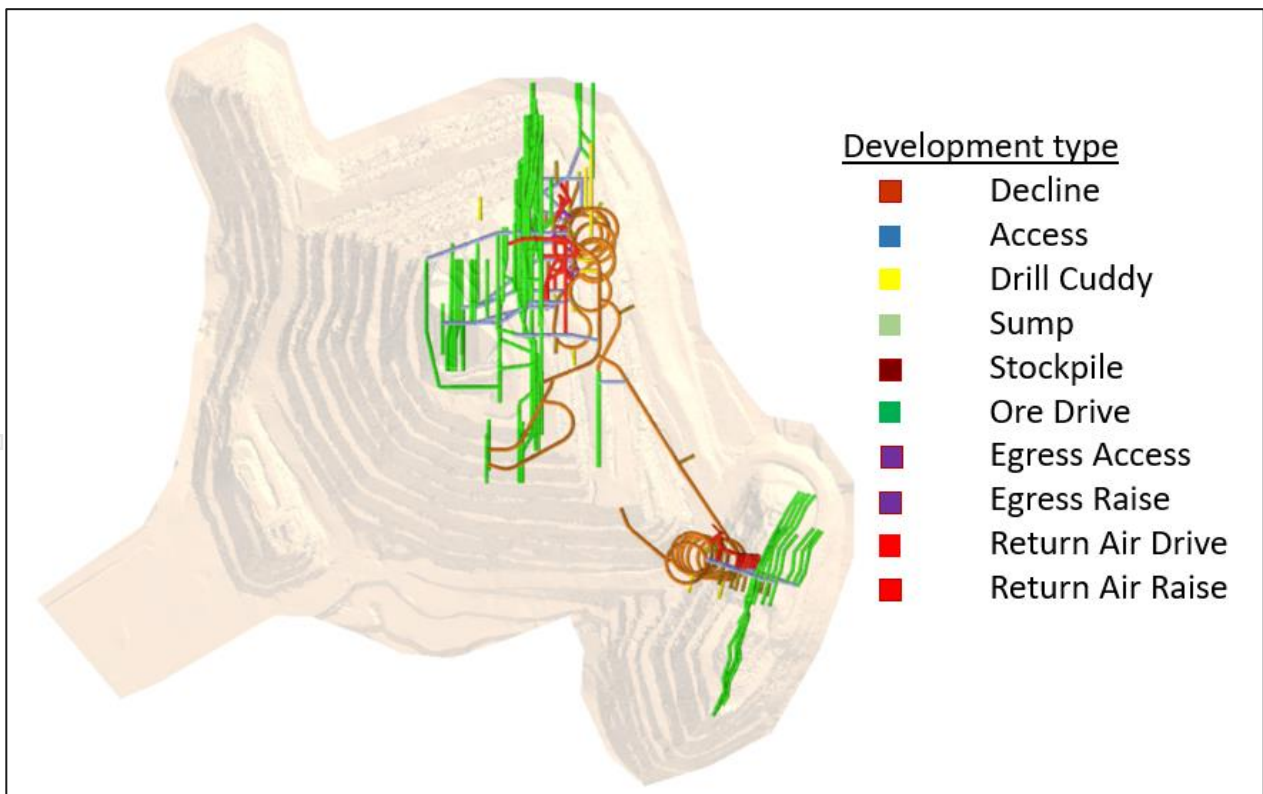 Development type
Decline
Access
Drill Cuddy
Sump
Stockpile
Ore Drive
Egress Access
Egress Raise
Return Air Drive
Return Air Raise